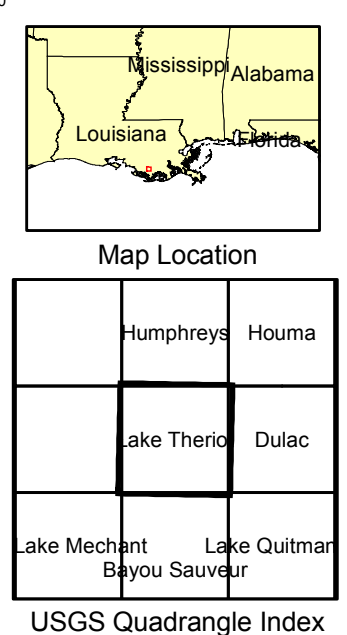 Mississippi Alabama
Louisiana Florida
Map Location
Humphreys Houma
Lake Therio Dulac
Lake Mechant Lake Quitman
Bayou Sauveur
USGS Quadrangle Index